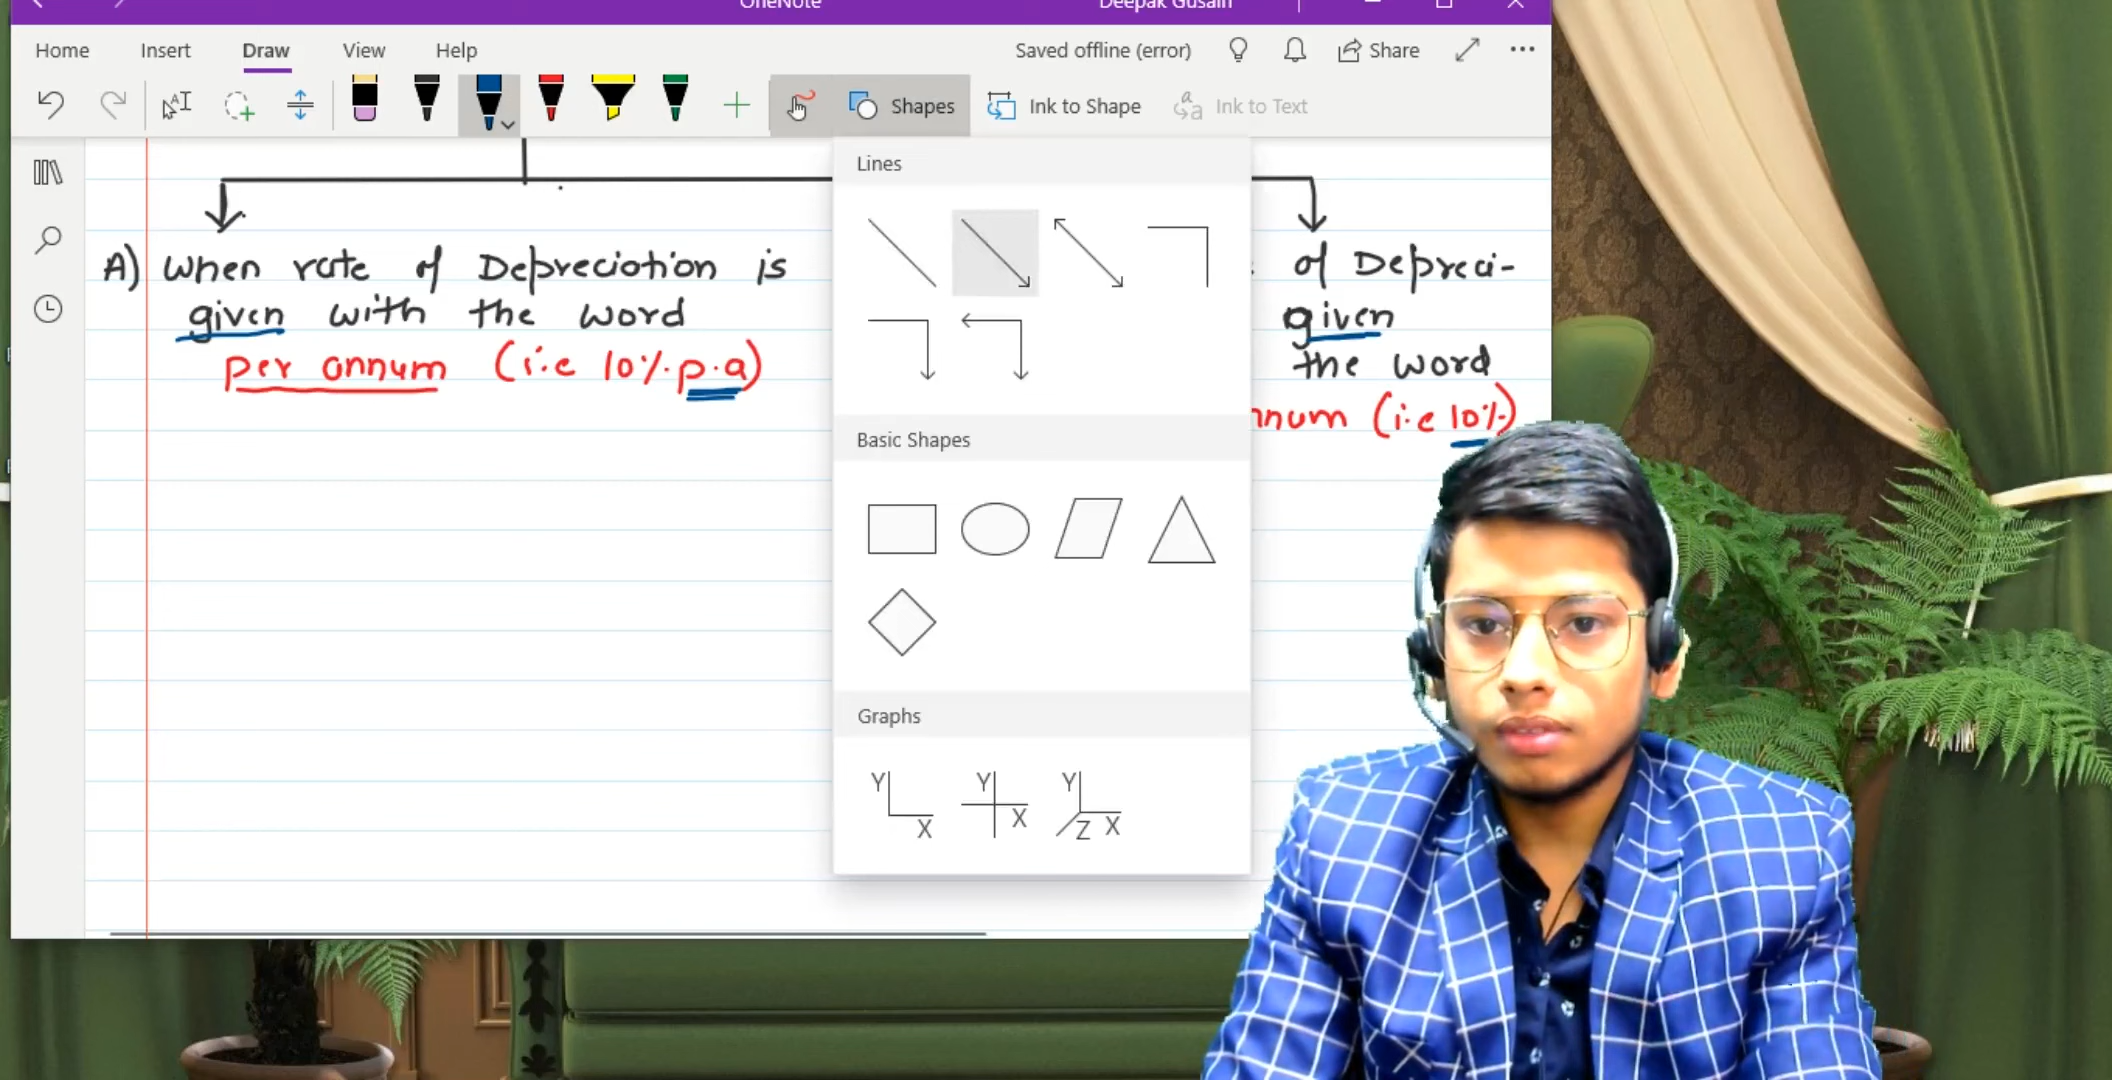 OneNote
Deepak Gusain
Home Insert Draw View Help
Saved offline (error) Share
Shapes Ink to Shape Ink to Text
Lines
A) When rate of Depreciation is
given with the word
per annum (i.e 10% p.a)
of Depreci-
given
the word
nnum (i.e 10%)
Basic Shapes
Graphs
Y X Y X Y Z X